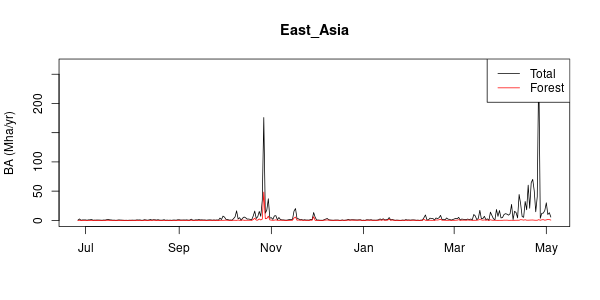 East_Asia
Total
Forest
BA (Mha/yr)
200
100
50
0
Jul Sep Nov Jan Mar May